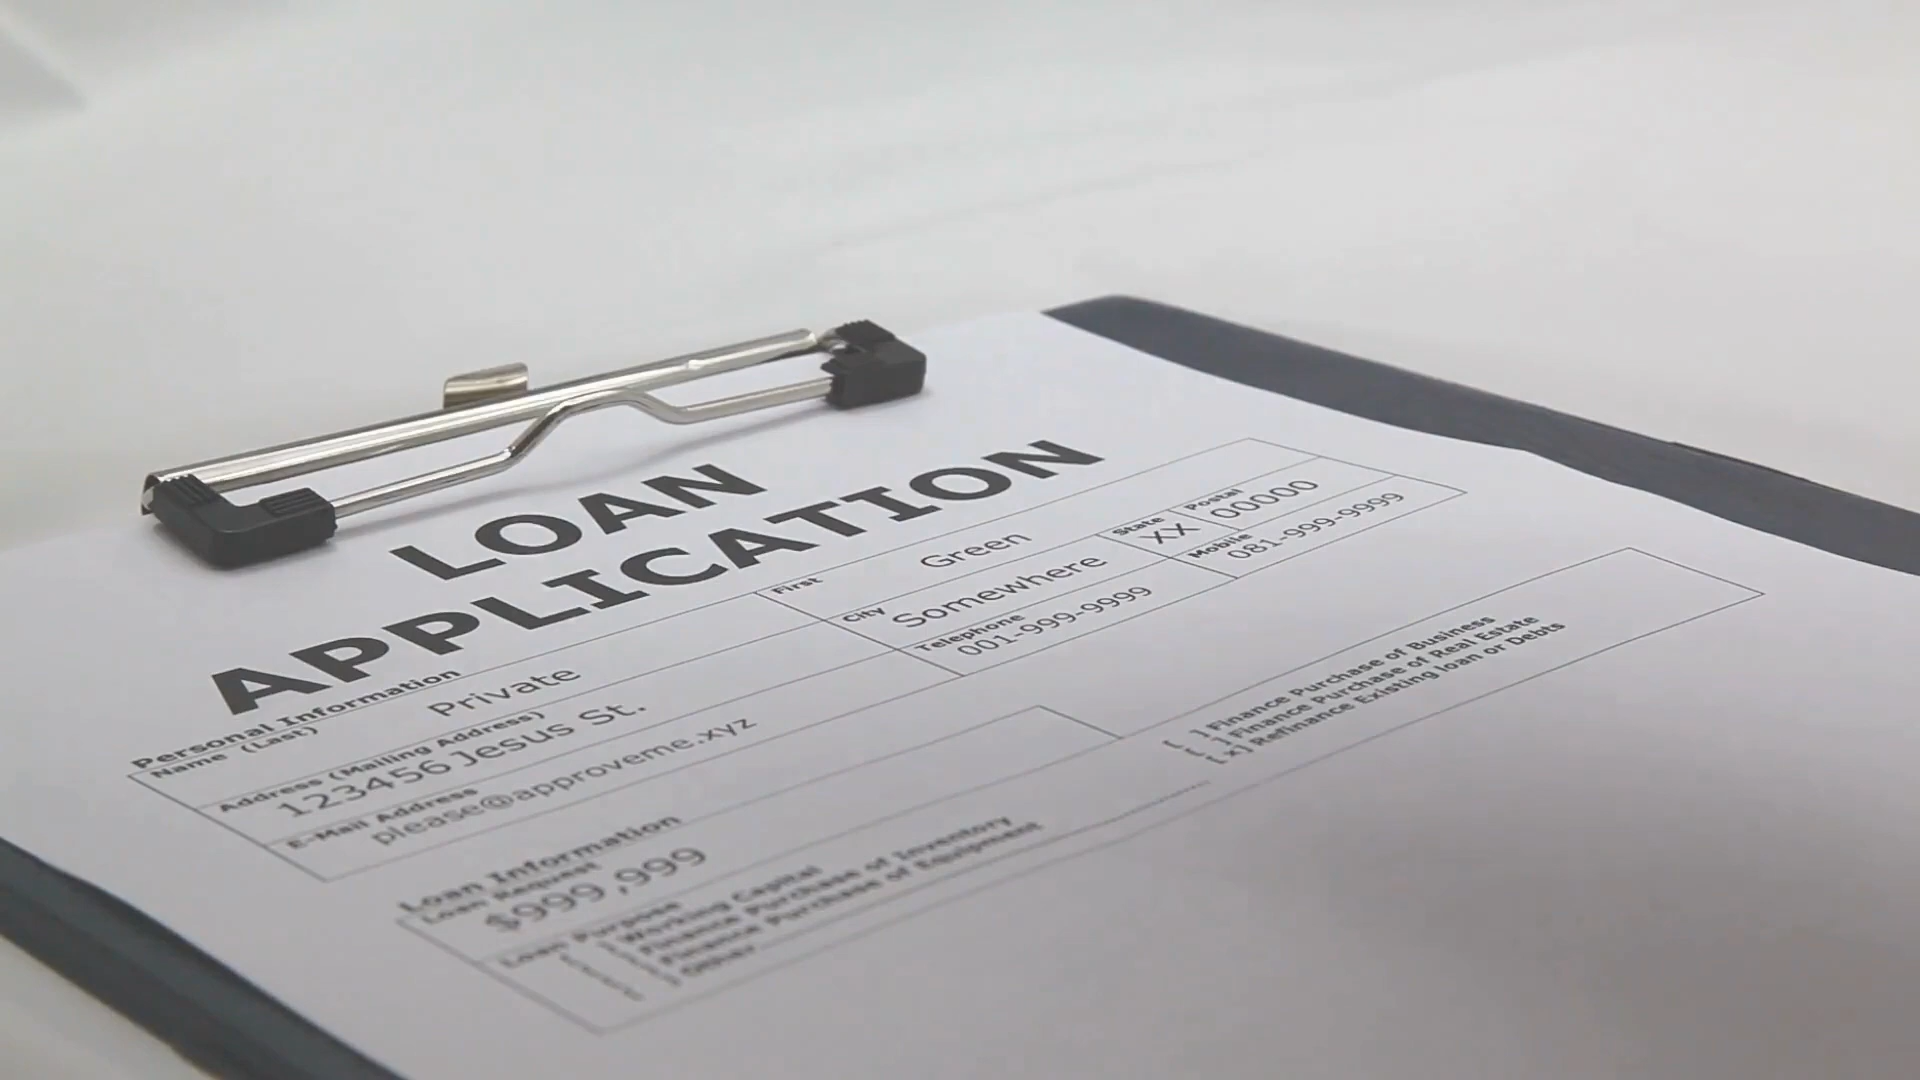 LOAN
APPLICATION
Personal Information
Name (Last) First
Private Green
Address (Mailing Address) City State Postal
123456 Jesus St. Somewhere XX 00000
E-Mail Address Telephone Mobile
please@approveme.xyz 001-999-9999 081-999-9999
Loan Information
Loan Request
$999,999
Loan Purpose
[ ] Working Capital [ ] Finance Purchase of Business
[ ] Finance Purchase of Inventory [ ] Finance Purchase of Real Estate
[ ] Finance Purchase of Equipment [x] Refinance Existing loan or Debts
[ ] Other